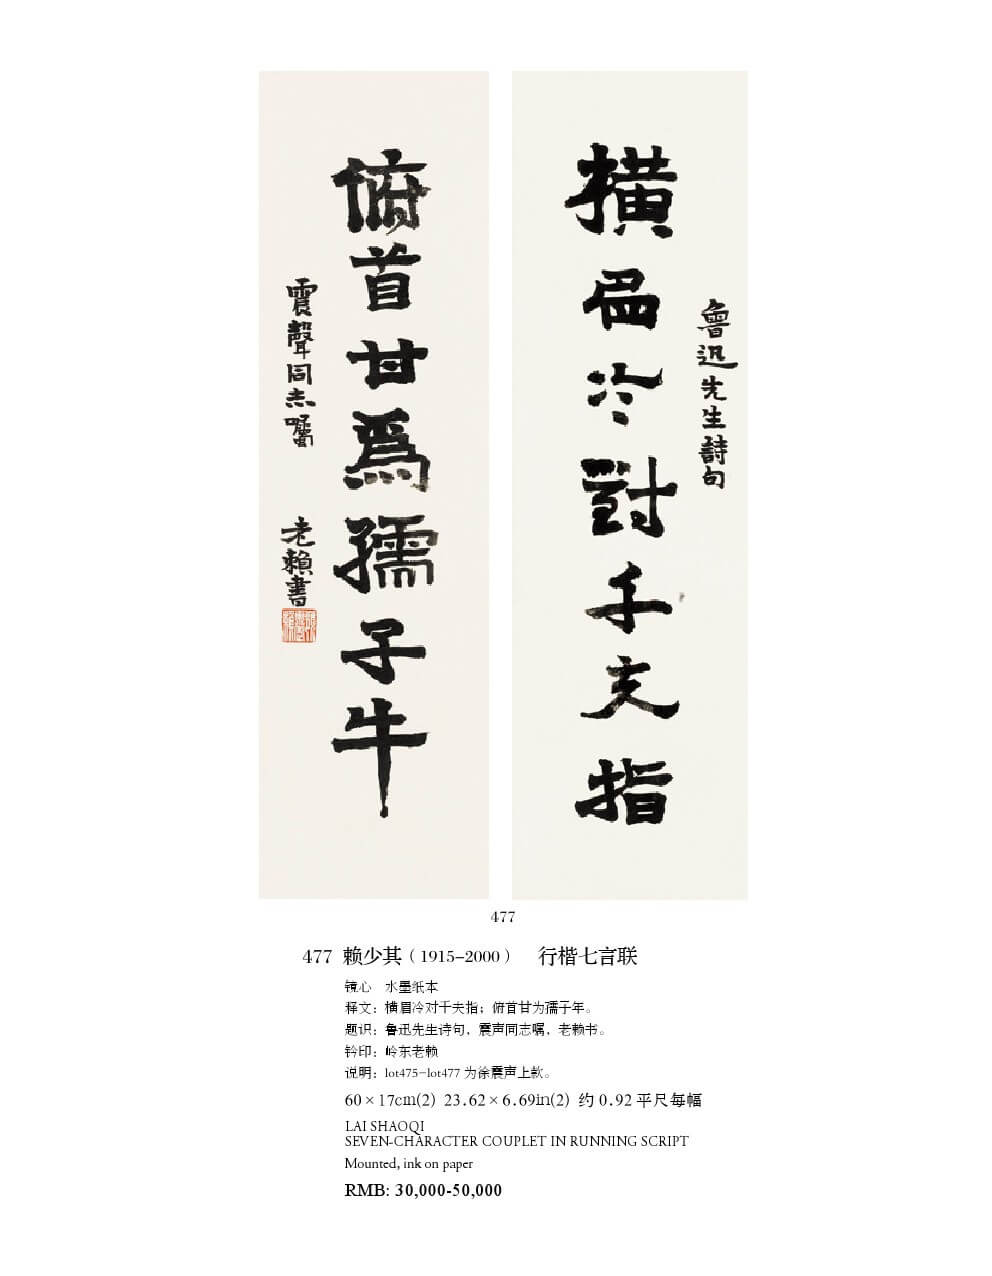 魯迅先生詩句
橫眉冷對千夫指
俯首甘為孺子牛
震聲同志囑 老賴書
477
477 赖少其（1915-2000） 行楷七言联
镜心 水墨纸本
释文：横眉冷对千夫指；俯首甘为孺子年。
题识：鲁迅先生诗句，震声同志嘱，老赖书。
钤印：岭东老赖
说明：lot475-lot477 为徐震声上款。
60×17cm(2) 23.62×6.69in(2) 约 0.92 平尺每幅
LAI SHAOQI
SEVEN-CHARACTER COUPLET IN RUNNING SCRIPT
Mounted, ink on paper
RMB: 30,000-50,000